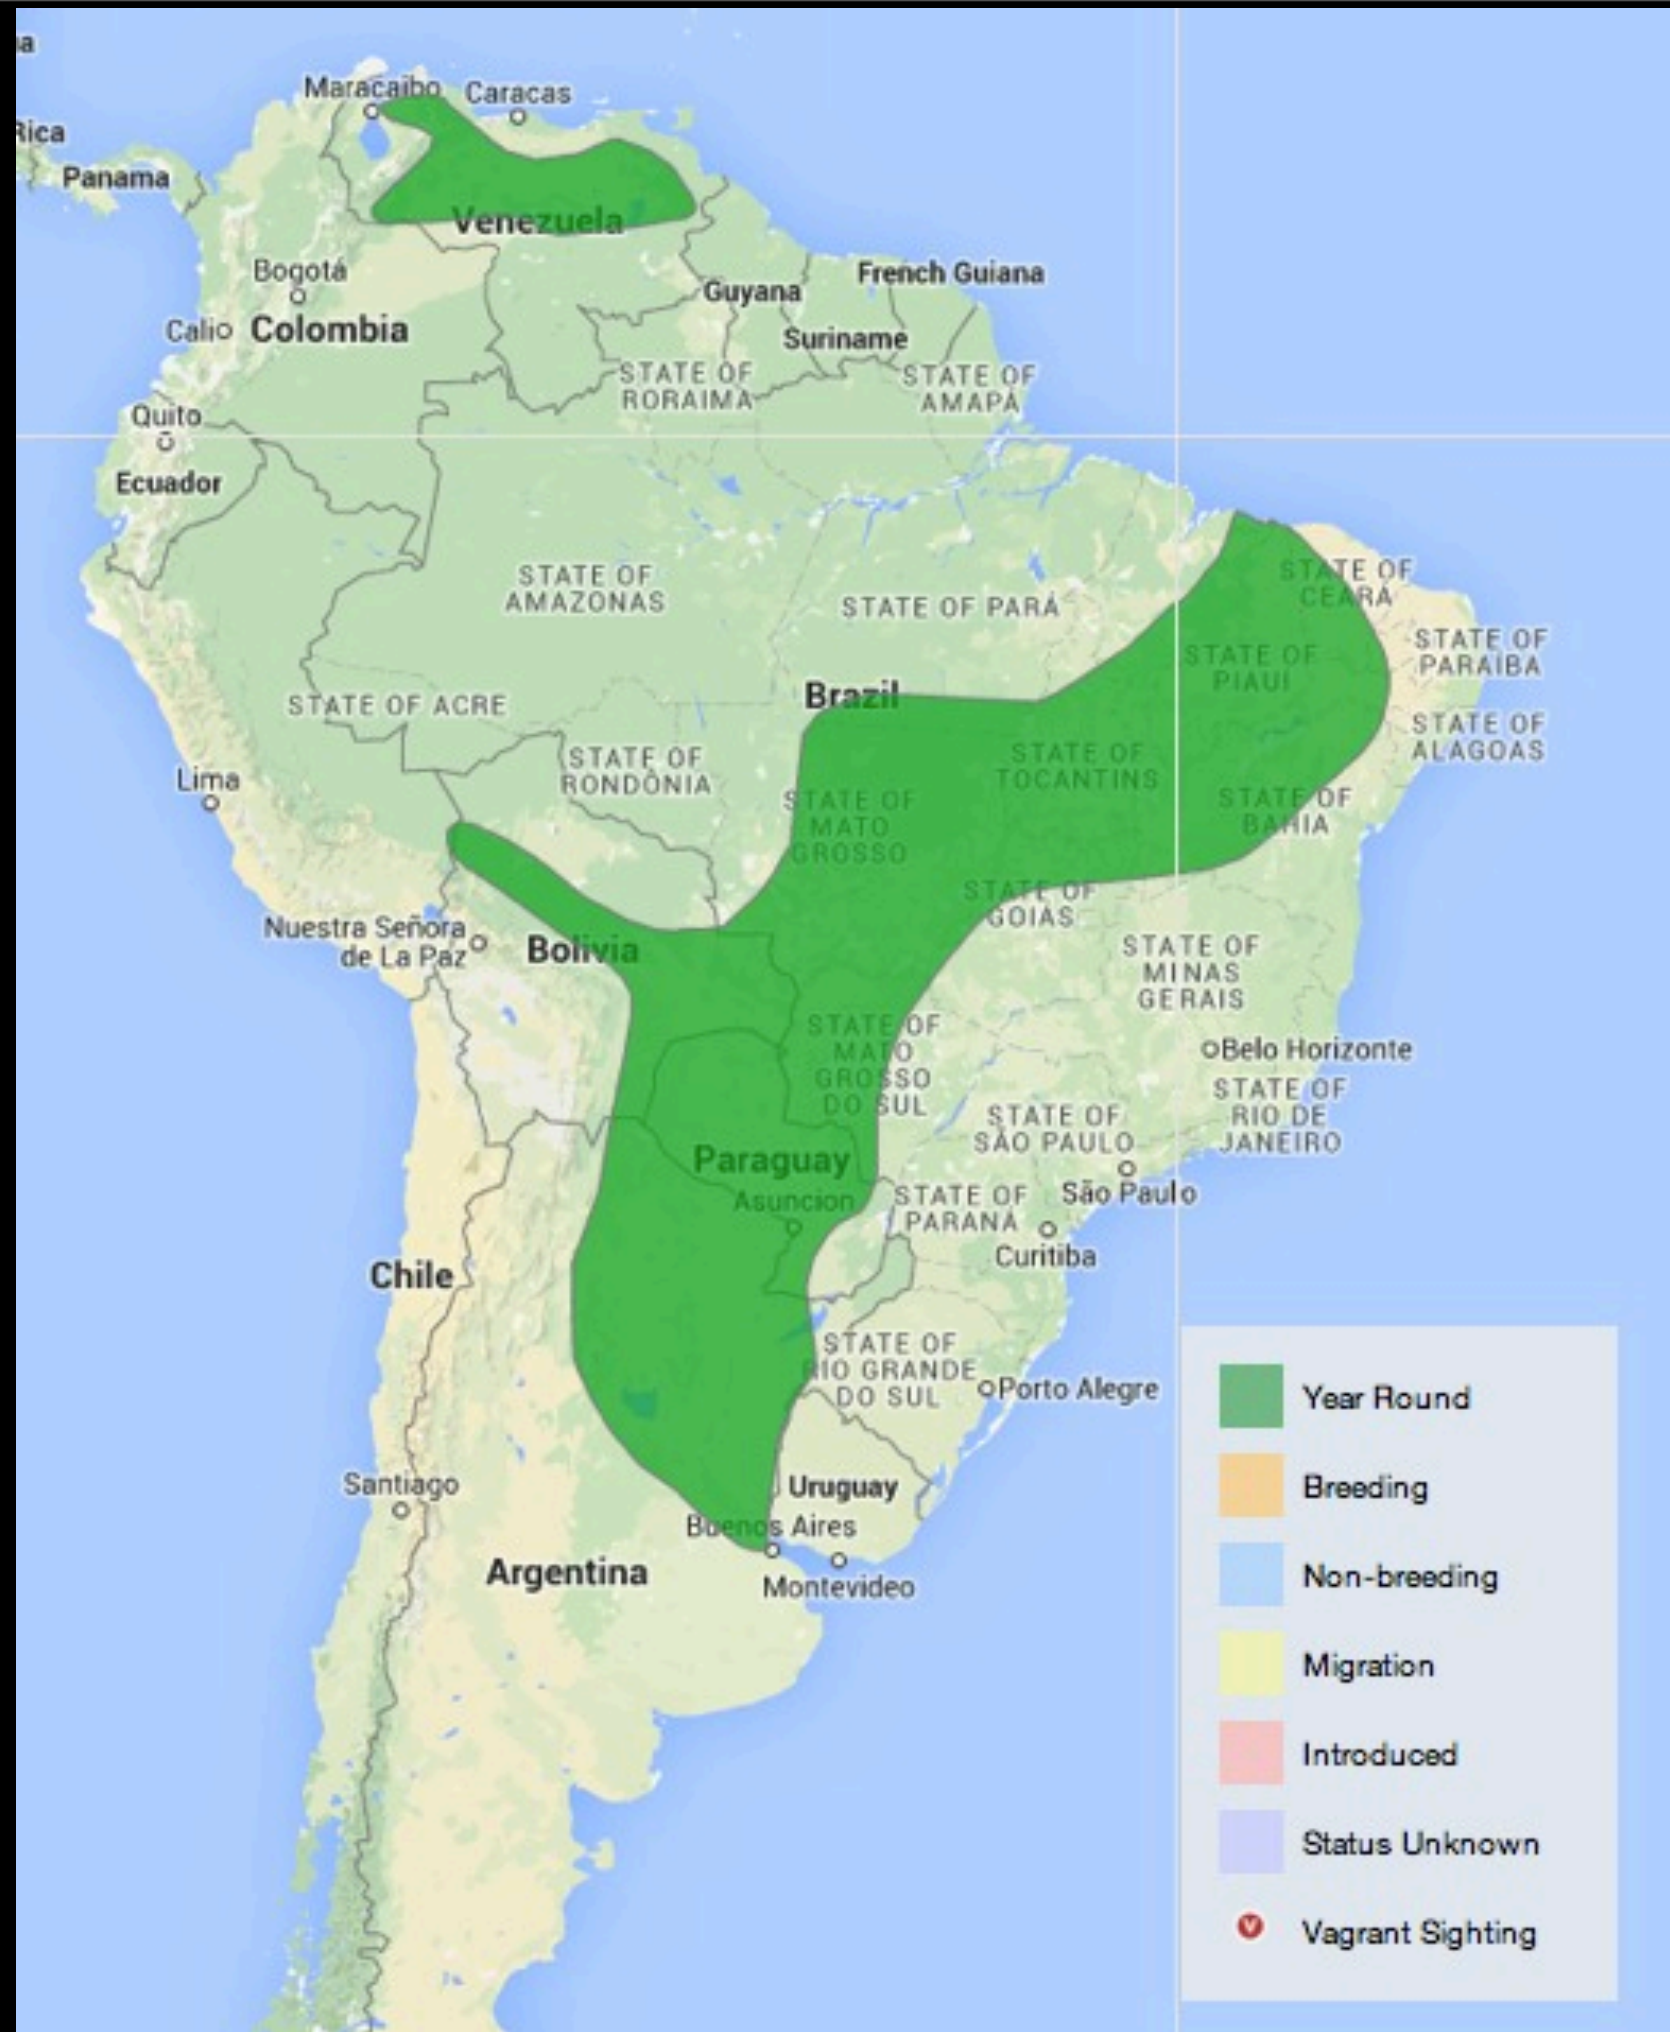 a
Maracaibo
Caracas
Rica
Panama
Venezuela
Bogotá
Guyana
French Guiana
Cali
Colombia
Suriname
STATE OF
RORAIMA
STATE OF
AMAPÁ
Quito
Ecuador
STATE OF
AMAZONAS
STATE OF PARÁ
STATE OF
CEARÁ
STATE OF
PIAUÍ
STATE OF
PARAÍBA
Brazil
STATE OF ACRE
STATE OF
ALAGOAS
STATE OF
RONDÔNIA
STATE OF
TOCANTINS
Lima
STATE OF
MATO
GROSSO
STATE OF
BAHIA
STATE OF
GOIÁS
Nuestra Señora
de La Paz
Bolivia
STATE OF
MINAS
GERAIS
STATE OF
MATO
GROSSO
DO SUL
Belo Horizonte
STATE OF
RIO DE
JANEIRO
STATE OF
SÃO PAULO
Paraguay
Asuncion
STATE OF
PARANÁ
São Paulo
Curitiba
Chile
STATE OF
RIO GRANDE
DO SUL
Porto Alegre
Santiago
Uruguay
Buenos Aires
Argentina
Montevideo
Year Round
Breeding
Non-breeding
Migration
Introduced
Status Unknown
V
Vagrant Sighting